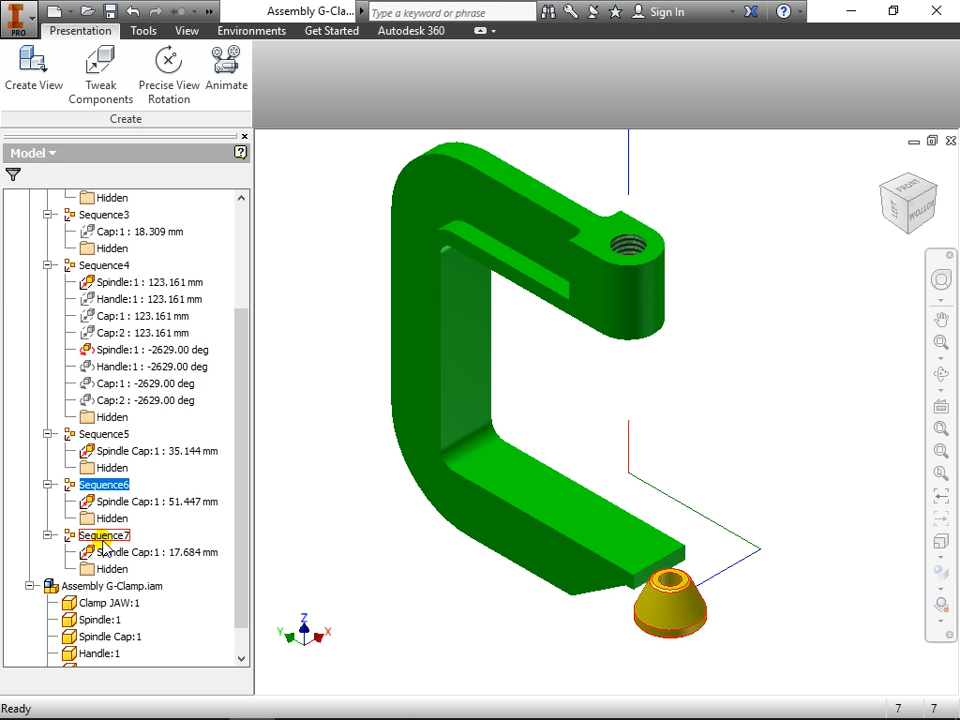 Assembly G-Clam...
Type a keyword or phrase
Sign In
PRO
Presentation
Tools
View
Environments
Get Started
Autodesk 360
Create View
Tweak Components
Precise View Rotation
Animate
Create
Model
Hidden
Sequence3
Cap:1 : 18.309 mm
Hidden
Sequence4
Spindle:1 : 123.161 mm
Handle:1 : 123.161 mm
Cap:1 : 123.161 mm
Cap:2 : 123.161 mm
Spindle:1 : -2629.00 deg
Handle:1 : -2629.00 deg
Cap:1 : -2629.00 deg
Cap:2 : -2629.00 deg
Hidden
Sequence5
Spindle Cap:1 : 35.144 mm
Hidden
Sequence6
Spindle Cap:1 : 51.447 mm
Hidden
Sequence7
Spindle Cap:1 : 17.684 mm
Hidden
Assembly G-Clamp.iam
Clamp JAW:1
Spindle:1
Spindle Cap:1
Handle:1
FRONT
LEFT
BOTTOM
Z
Y
X
Ready
7
7